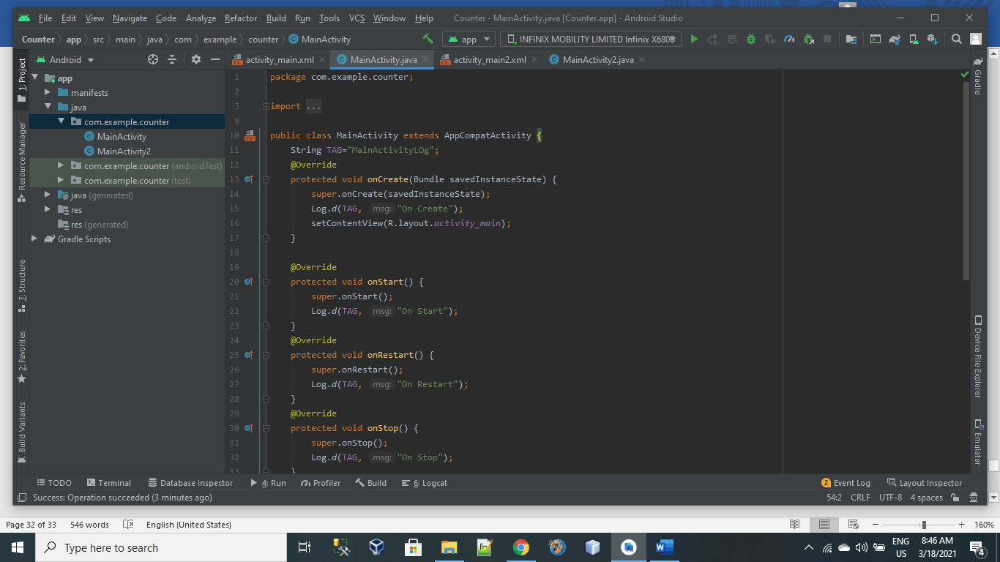 File Edit View Navigate Code Analyze Refactor Build Run Tools VCS Window Help Counter - MainActivity.java [Counter.app] - Android Studio
Counter app src main java com example counter MainActivity app INFINIX MOBILITY LIMITED Infinix X680B
Android
activity_main.xml MainActivity.java activity_main2.xml MainActivity2.java
1: Project
Resource Manager
7: Structure
2: Favorites
Build Variants
app
manifests
java
com.example.counter
MainActivity
MainActivity2
com.example.counter (androidTest)
com.example.counter (test)
java (generated)
res
res (generated)
Gradle Scripts
1 package com.example.counter;
2
3 import ...
9
10 public class MainActivity extends AppCompatActivity {
11 String TAG="MainActivityLOg";
12 @Override
13 protected void onCreate(Bundle savedInstanceState) {
14 super.onCreate(savedInstanceState);
15 Log.d(TAG, msg: "On Create");
16 setContentView(R.layout.activity_main);
17 }
18
19 @Override
20 protected void onStart() {
21 super.onStart();
22 Log.d(TAG, msg: "On Start");
23 }
24 @Override
25 protected void onRestart() {
26 super.onRestart();
27 Log.d(TAG, msg: "On Restart");
28 }
29 @Override
30 protected void onStop() {
31 super.onStop();
32 Log.d(TAG, msg: "On Stop");
33 }
Gradle
Device File Explorer
Emulator
TODO Terminal Database Inspector 4: Run Profiler Build 6: Logcat 2 Event Log Layout Inspector
Success: Operation succeeded (3 minutes ago) 54:2 CRLF UTF-8 4 spaces
Page 32 of 33 546 words English (United States) 160%
Type here to search
ENG 8:46 AM
US 3/18/2021
4